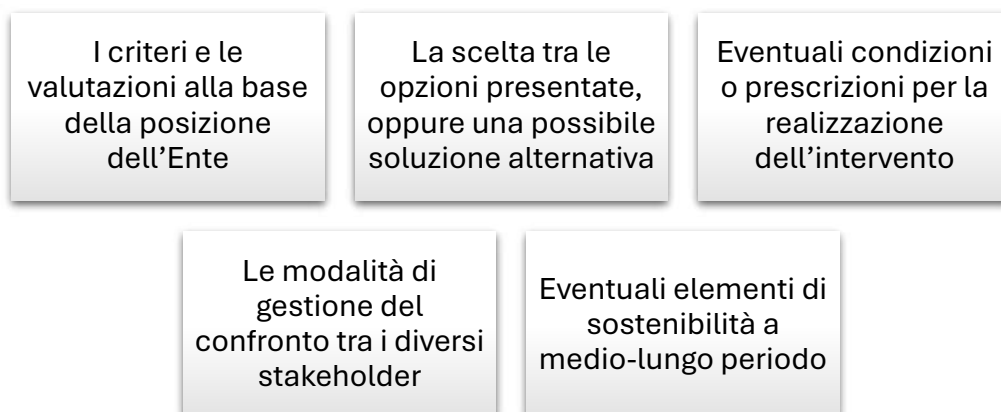 I criteri e le
valutazioni alla base
della posizione
dell’Ente
La scelta tra le
opzioni presentate,
oppure una possibile
soluzione alternativa
Eventuali condizioni
o prescrizioni per la
realizzazione
dell’intervento
Le modalità di
gestione del
confronto tra i diversi
stakeholder
Eventuali elementi di
sostenibilità a
medio-lungo periodo